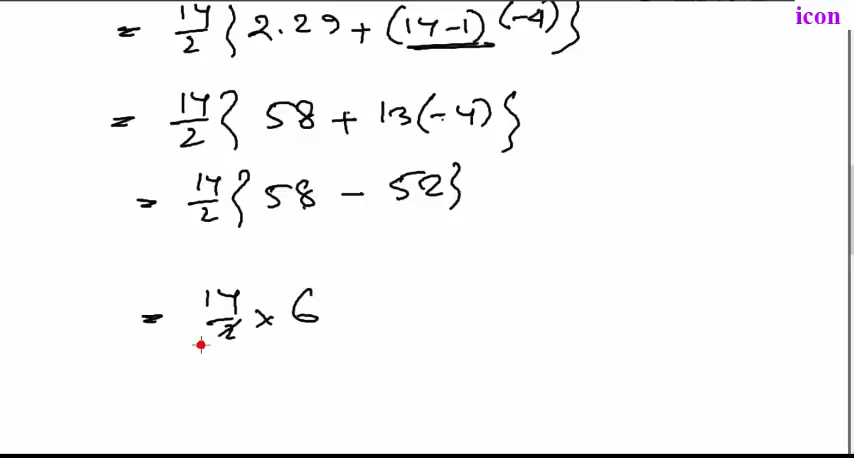 icon
= 14/2 { 2.29 + (14-1) (-4) }
= 14/2 { 58 + 13(-4) }
= 14/2 { 58 - 52 }
= 14/2 × 6